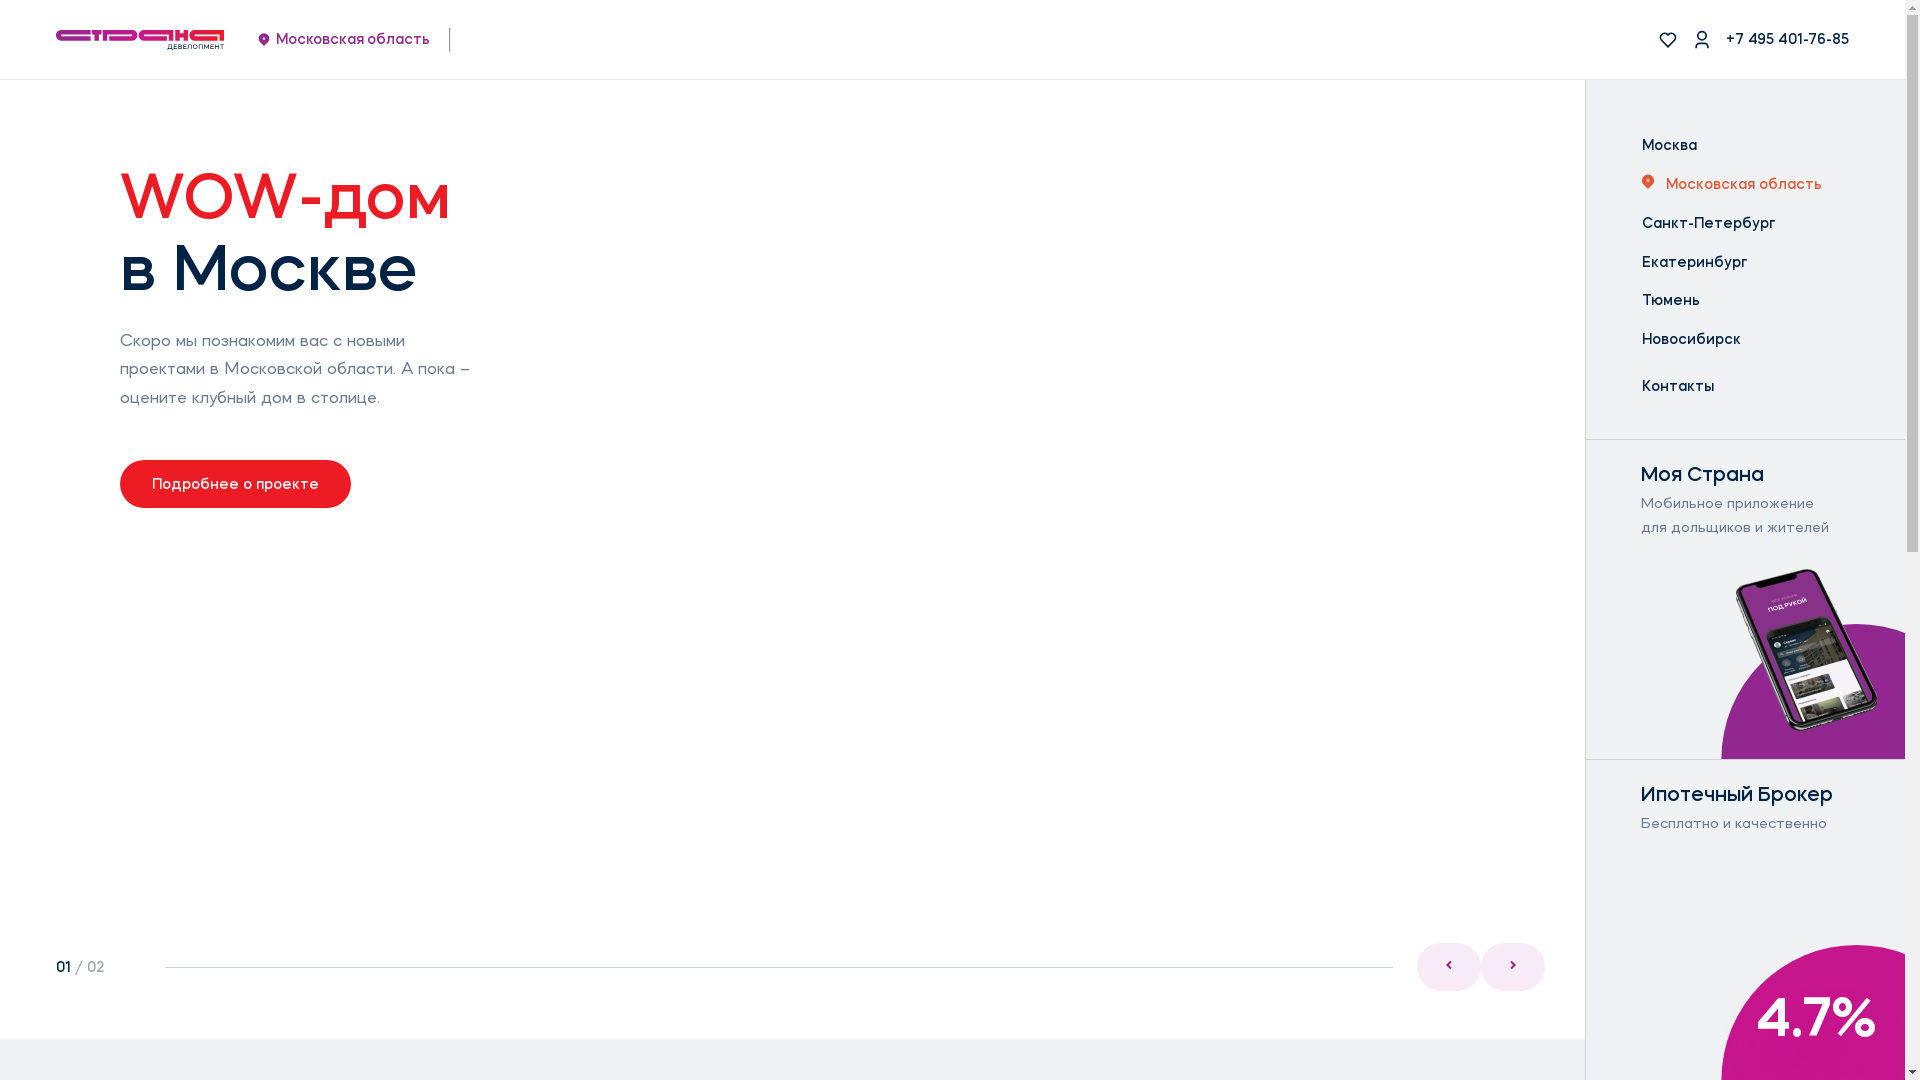 страна
ДЕВЕЛОПМЕНТ
Московская область
+7 495 401-76-85
WOW-дом
в Москве
Скоро мы познакомим вас с новыми
проектами в Московской области. А пока –
оцените клубный дом в столице.
Подробнее о проекте
01 / 02
Москва
Московская область
Санкт-Петербург
Екатеринбург
Тюмень
Новосибирск
Контакты
Моя Страна
Мобильное приложение
для дольщиков и жителей
ПОД РУКОЙ
Ипотечный Брокер
Бесплатно и качественно
4.7%